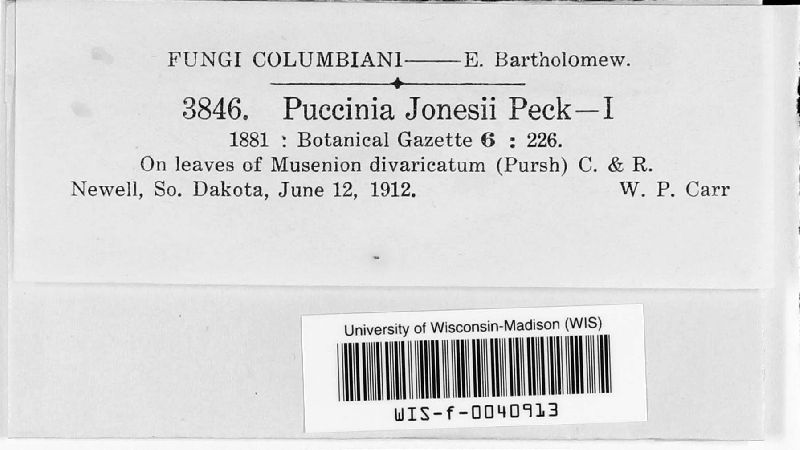 FUNGI COLUMBIANI——E. Bartholomew.
3846. Puccinia Jonesii Peck—I
1881 : Botanical Gazette 6 : 226.
On leaves of Musenion divaricatum (Pursh) C. & R.
Newell, So. Dakota, June 12, 1912. W. P. Carr
University of Wisconsin-Madison (WIS)
WIS-f-0040913